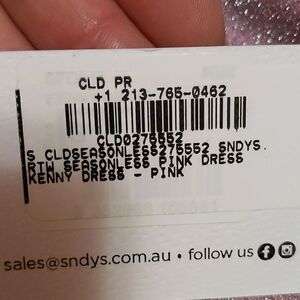 CLD PR
+1 213-765-0462
CLD0275552
S CLDSEASONLESS275552 SNDYS.
RTW SEASONLESS PINK DRESS
KENNY DRESS - PINK
sales@sndys.com.au • follow us